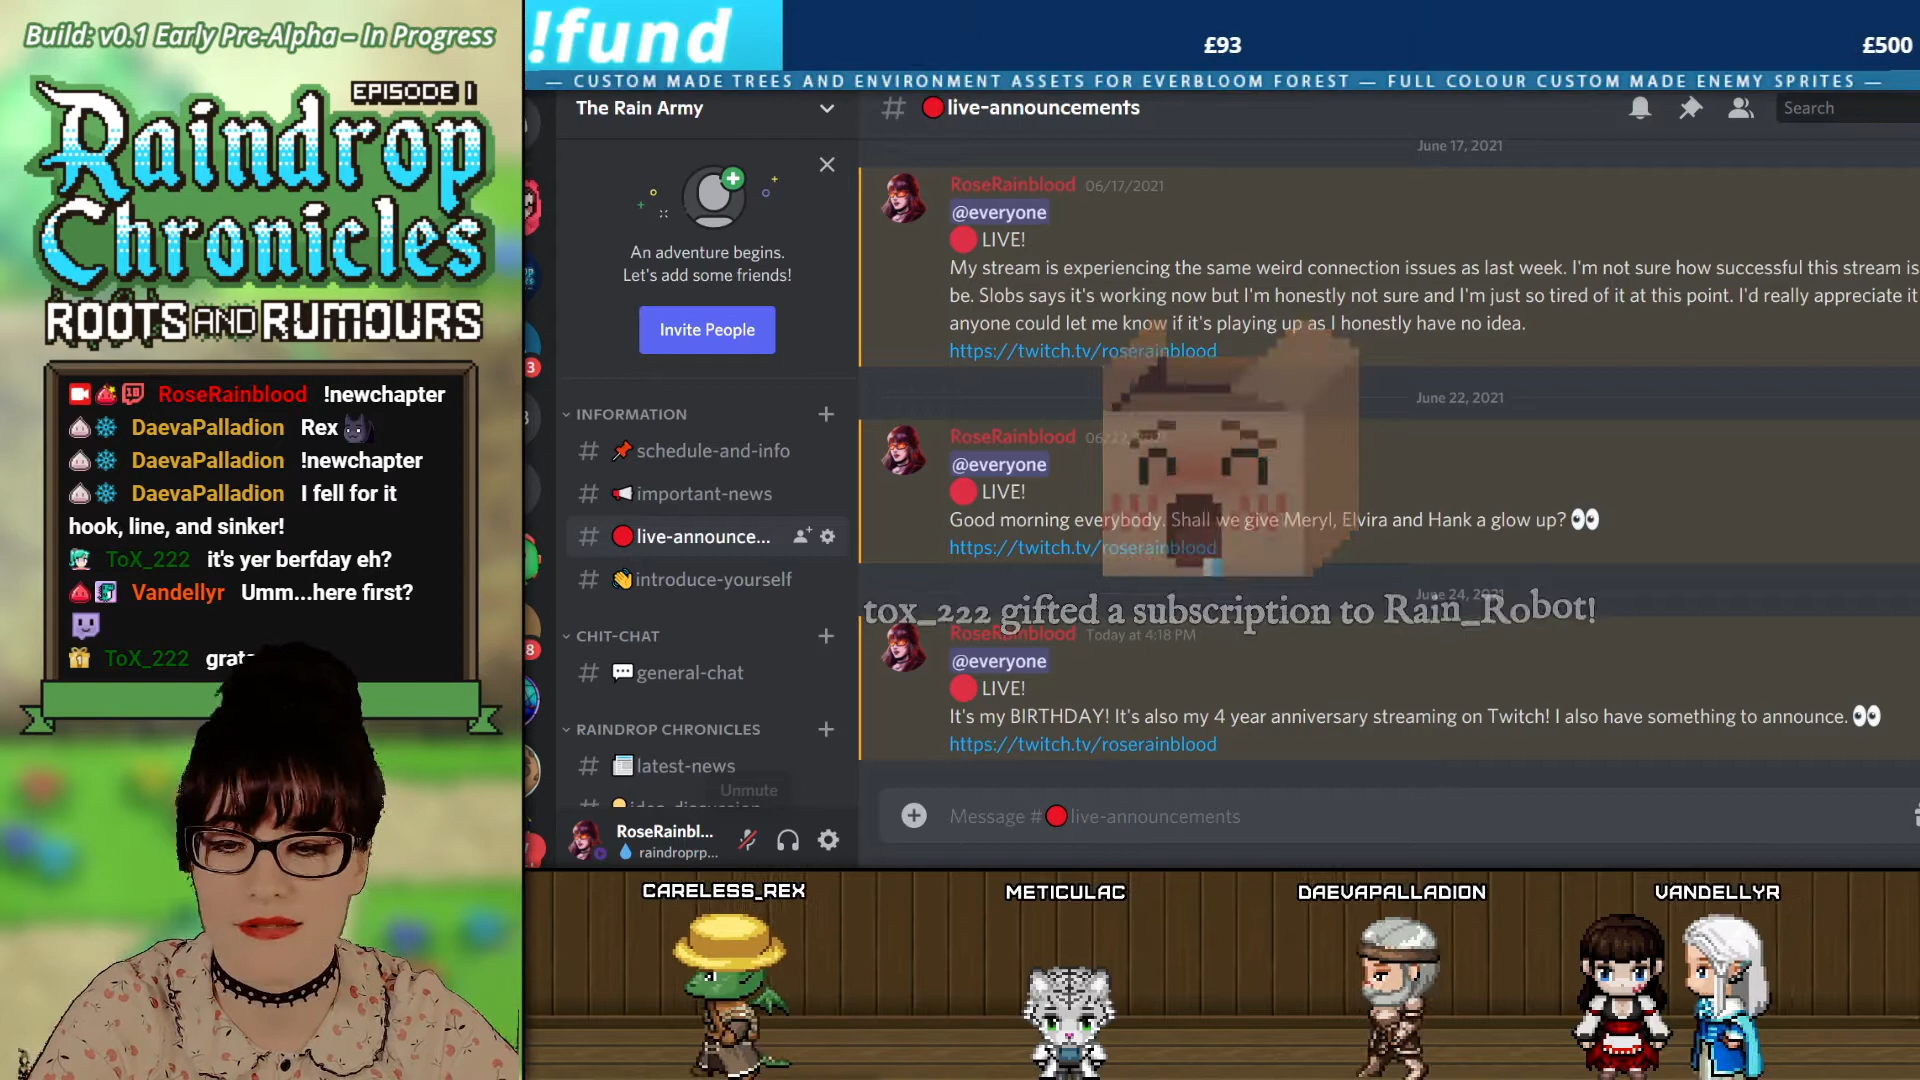 Build: v0.1 Early Pre-Alpha – In Progress
EPISODE I
Raindrop
Chronicles
ROOTS AND RUMOURS
RoseRainblood !newchapter
DaevaPalladion Rex
DaevaPalladion !newchapter
DaevaPalladion I fell for it
hook, line, and sinker!
ToX_222 it's yer berfday eh?
Vandellyr Umm...here first?
ToX_222
!fund
£93
£500
— CUSTOM MADE TREES AND ENVIRONMENT ASSETS FOR EVERBLOOM FOREST — FULL COLOUR CUSTOM MADE ENEMY SPRITES —
The Rain Army
An adventure begins.
Let's add some friends!
Invite People
INFORMATION
# schedule-and-info
# important-news
# live-announce...
# introduce-yourself
CHIT-CHAT
# general-chat
RAINDROP CHRONICLES
# latest-news
Unmute
RoseRainbl...
raindroprp...
3
8
# live-announcements
Search
June 17, 2021
RoseRainblood 06/17/2021
@everyone
LIVE!
My stream is experiencing the same weird connection issues as last week. I'm not sure how successful this stream is
be. Slobs says it's working now but I'm honestly not sure and I'm just so tired of it at this point. I'd really appreciate it
anyone could let me know if it's playing up as I honestly have no idea.
https://twitch.tv/roserainblood
June 22, 2021
RoseRainblood
@everyone
LIVE!
Good morning everybody. Shall we give Meryl, Elvira and Hank a glow up?
https://twitch.tv/roserainblood
June 24, 2021
tox_222 gifted a subscription to Rain_Robot!
RoseRainblood Today at 4:18 PM
@everyone
LIVE!
It's my BIRTHDAY! It's also my 4 year anniversary streaming on Twitch! I also have something to announce.
https://twitch.tv/roserainblood
Message # live-announcements
CARELESS_REX
METICULAC
DAEVAPALLADION
VANDELLYR